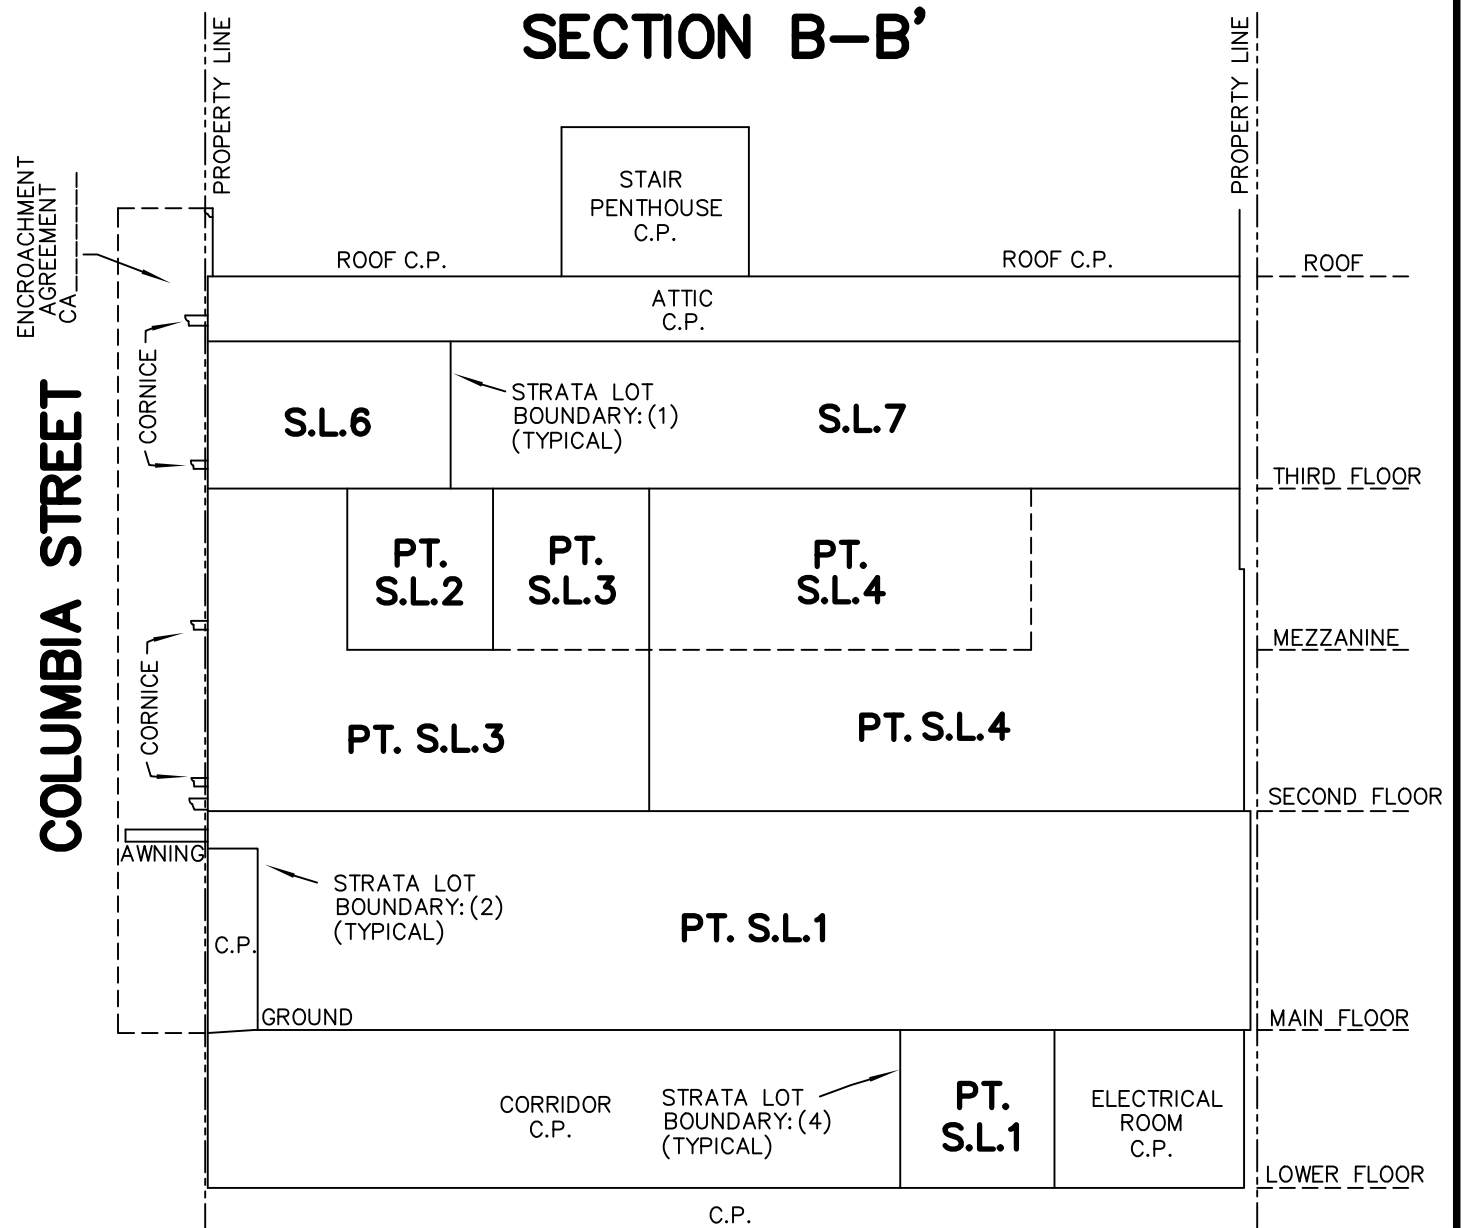 SECTION B–B'
PROPERTY LINE
PROPERTY LINE
ENCROACHMENT
AGREEMENT
CA
STAIR
PENTHOUSE
C.P.
ROOF C.P.
ROOF C.P.
ROOF
ATTIC
C.P.
CORNICE
COLUMBIA STREET
S.L.6
STRATA LOT
BOUNDARY:(1)
(TYPICAL)
S.L.7
THIRD FLOOR
PT.
S.L.2
PT.
S.L.3
PT.
S.L.4
MEZZANINE
CORNICE
PT. S.L.3
PT. S.L.4
SECOND FLOOR
AWNING
STRATA LOT
BOUNDARY:(2)
(TYPICAL)
C.P.
PT. S.L.1
GROUND
MAIN FLOOR
CORRIDOR
C.P.
STRATA LOT
BOUNDARY:(4)
(TYPICAL)
PT.
S.L.1
ELECTRICAL
ROOM
C.P.
LOWER FLOOR
C.P.